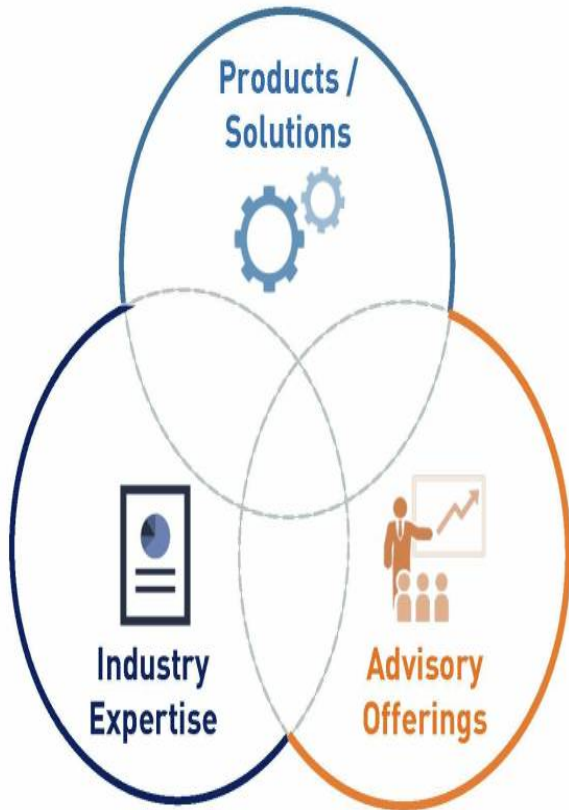 Products /
Solutions
Industry
Expertise
Advisory
Offerings